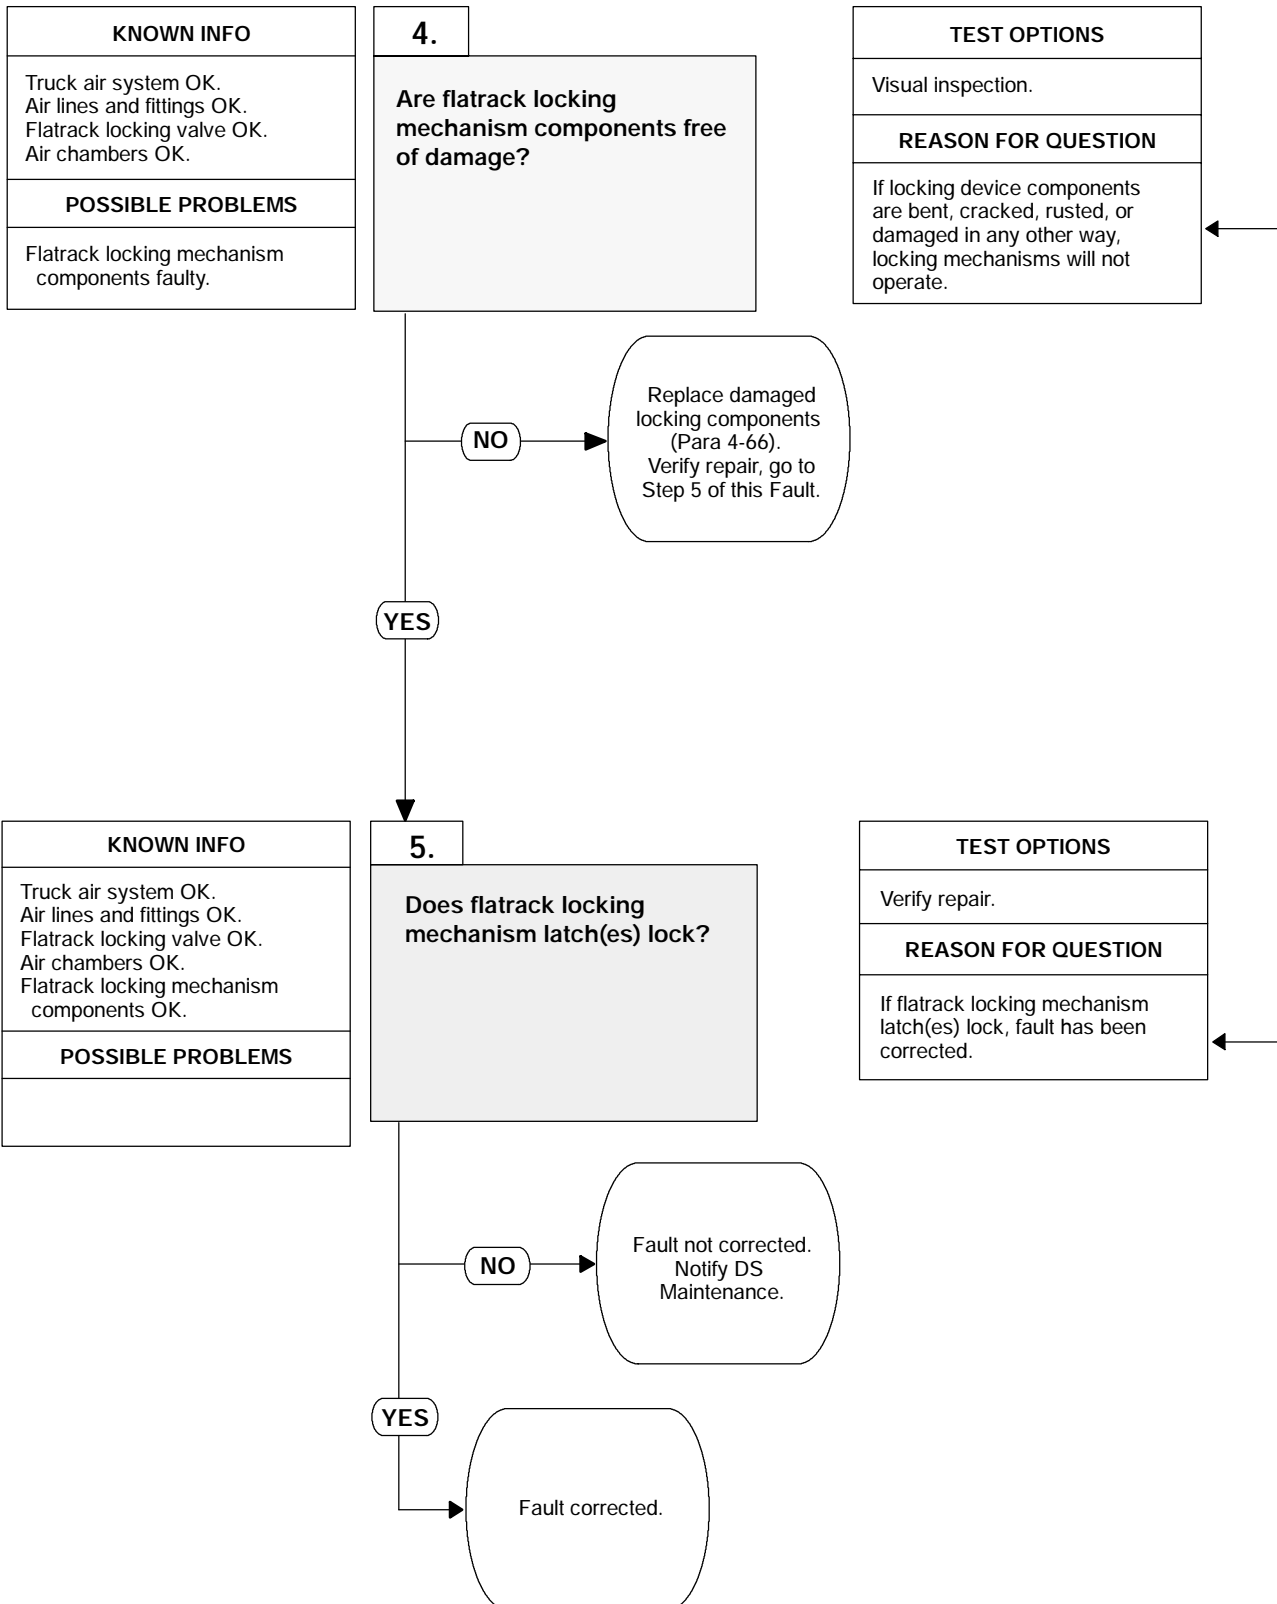 KNOWN INFO
Truck air system OK.
Air lines and fittings OK.
Flatrack locking valve OK.
Air chambers OK.
POSSIBLE PROBLEMS
Flatrack locking mechanism
components faulty.
4.
Are flatrack locking
mechanism components free
of damage?
TEST OPTIONS
Visual inspection.
REASON FOR QUESTION
If locking device components
are bent, cracked, rusted, or
damaged in any other way,
locking mechanisms will not
operate.
NO
Replace damaged
locking components
(Para 4-66).
Verify repair, go to
Step 5 of this Fault.
YES
KNOWN INFO
Truck air system OK.
Air lines and fittings OK.
Flatrack locking valve OK.
Air chambers OK.
Flatrack locking mechanism
components OK.
POSSIBLE PROBLEMS
5.
Does flatrack locking
mechanism latch(es) lock?
TEST OPTIONS
Verify repair.
REASON FOR QUESTION
If flatrack locking mechanism
latch(es) lock, fault has been
corrected.
NO
Fault not corrected.
Notify DS
Maintenance.
YES
Fault corrected.